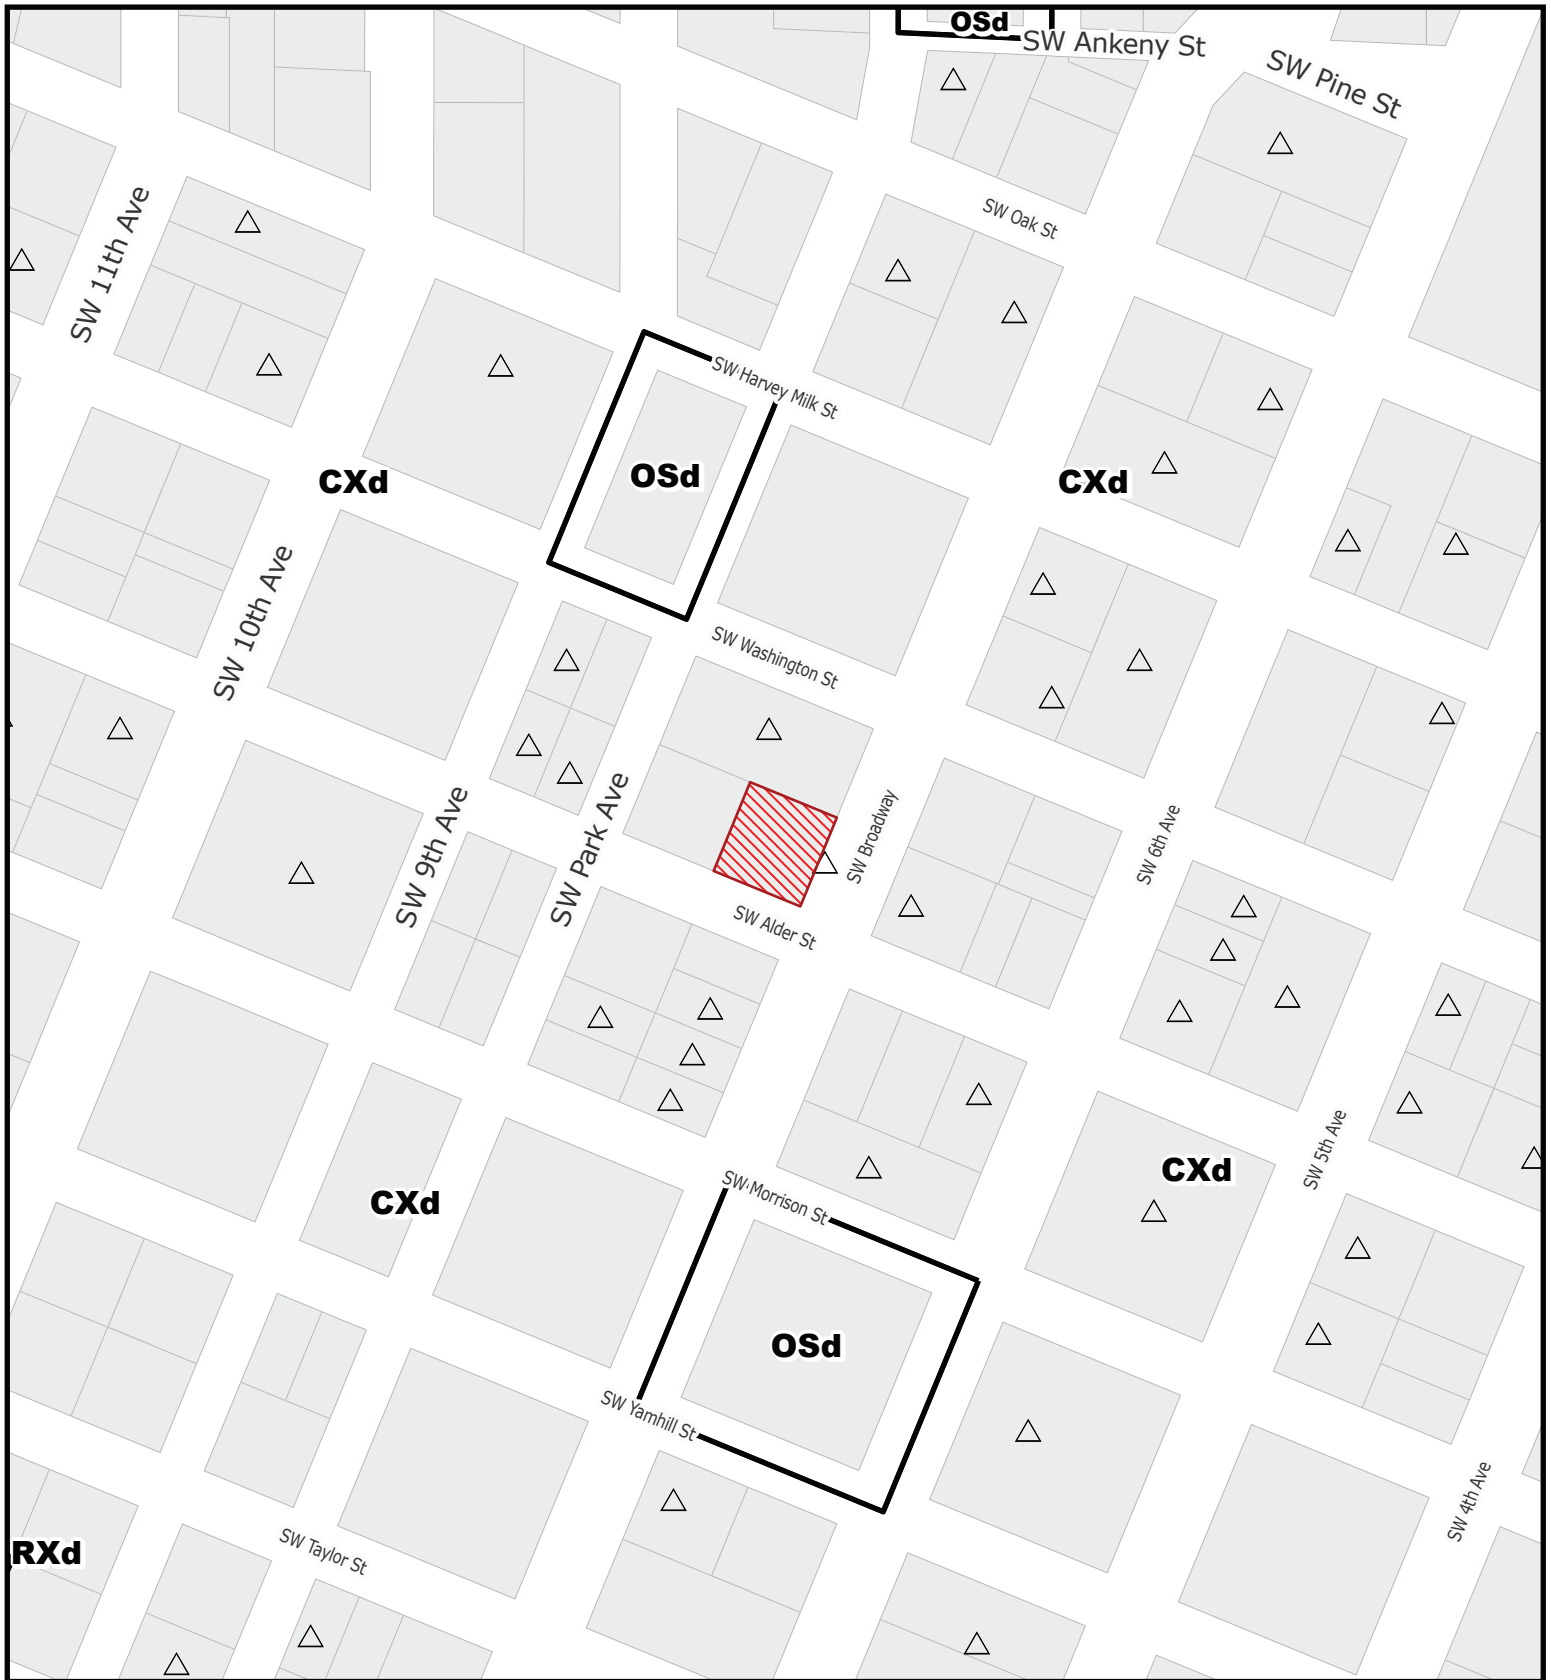 OSd
SW Ankeny St
SW Pine St
SW Oak St
SW 11th Ave
SW Harvey Milk St
OSd
CXd
CXd
SW 10th Ave
SW Washington St
SW 9th Ave
SW Park Ave
SW Broadway
SW 6th Ave
SW Alder St
SW 5th Ave
CXd
SW Morrison St
CXd
OSd
SW Yamhill St
SW 4th Ave
SW Taylor St
RXd